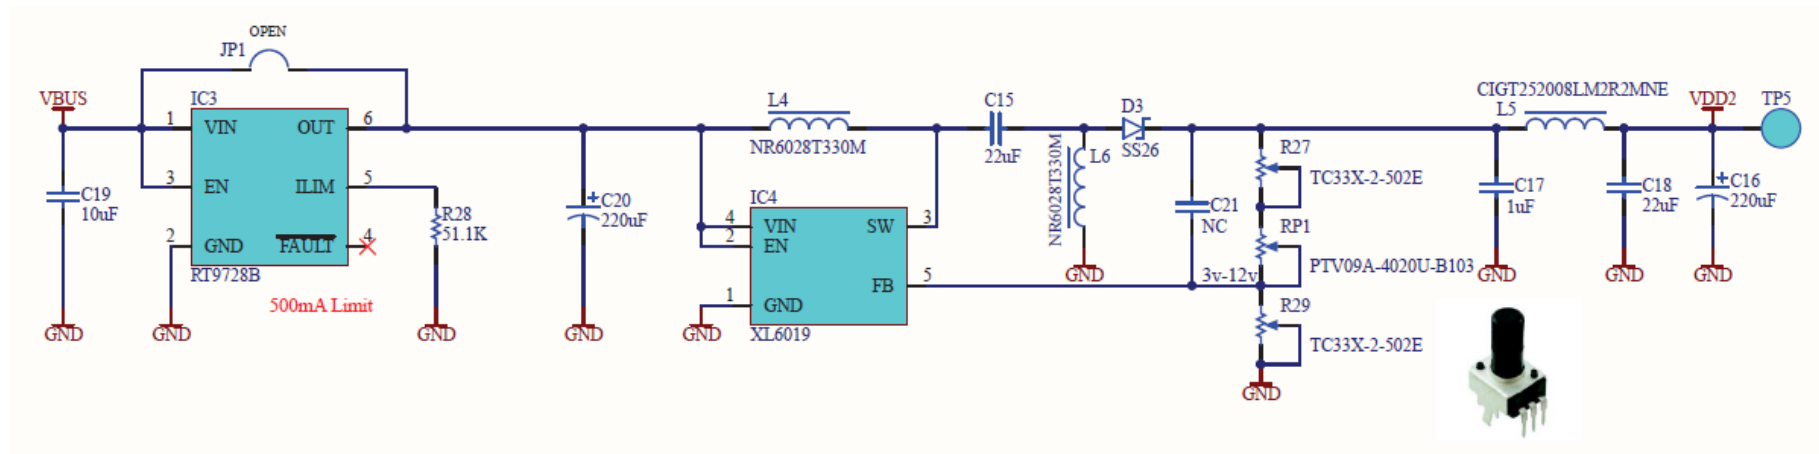 OPEN
JP1
VBUS
IC3
1
VIN
OUT
6
3
EN
ILIM
5
2
GND
FAULT
4
RT9728B
500mA Limit
C19
10uF
GND
GND
R28
51.1K
GND
C20
220uF
GND
L4
NR6028T330M
IC4
4
VIN
SW
3
2
EN
FB
5
1
GND
XL6019
GND
C15
22uF
L6
NR6028T330M
GND
D3
SS26
C21
NC
R27
TC33X-2-502E
RP1
PTV09A-4020U-B103
3v-12v
R29
TC33X-2-502E
GND
CIGT252008LM2R2MNE
L5
C17
1uF
GND
C18
22uF
GND
VDD2
C16
220uF
GND
TP5